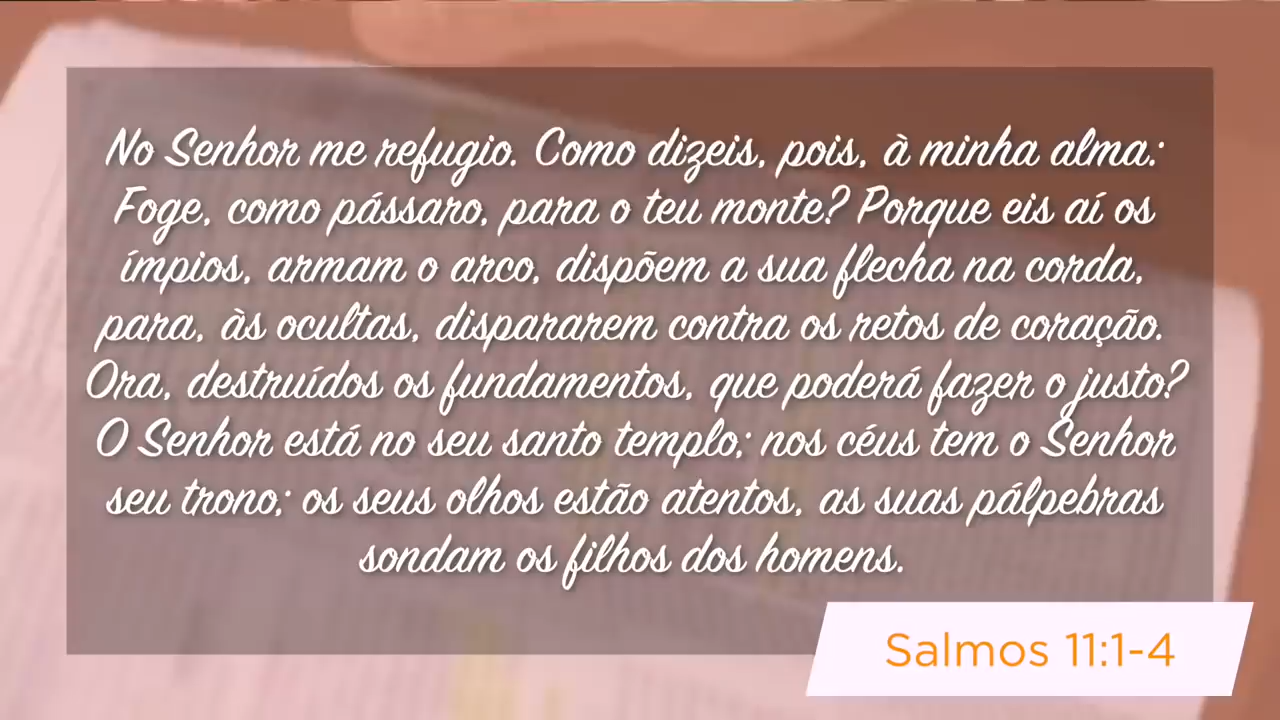 No Senhor me refugio. Como dizeis, pois, à minha alma:
Foge, como pássaro, para o teu monte? Porque eis aí os
ímpios, armam o arco, dispõem a sua flecha na corda,
para, às ocultas, dispararem contra os retos de coração.
Ora, destruídos os fundamentos, que poderá fazer o justo?
O Senhor está no seu santo templo; nos céus tem o Senhor
seu trono; os seus olhos estão atentos, as suas pálpebras
sondam os filhos dos homens.
Salmos 11:1-4